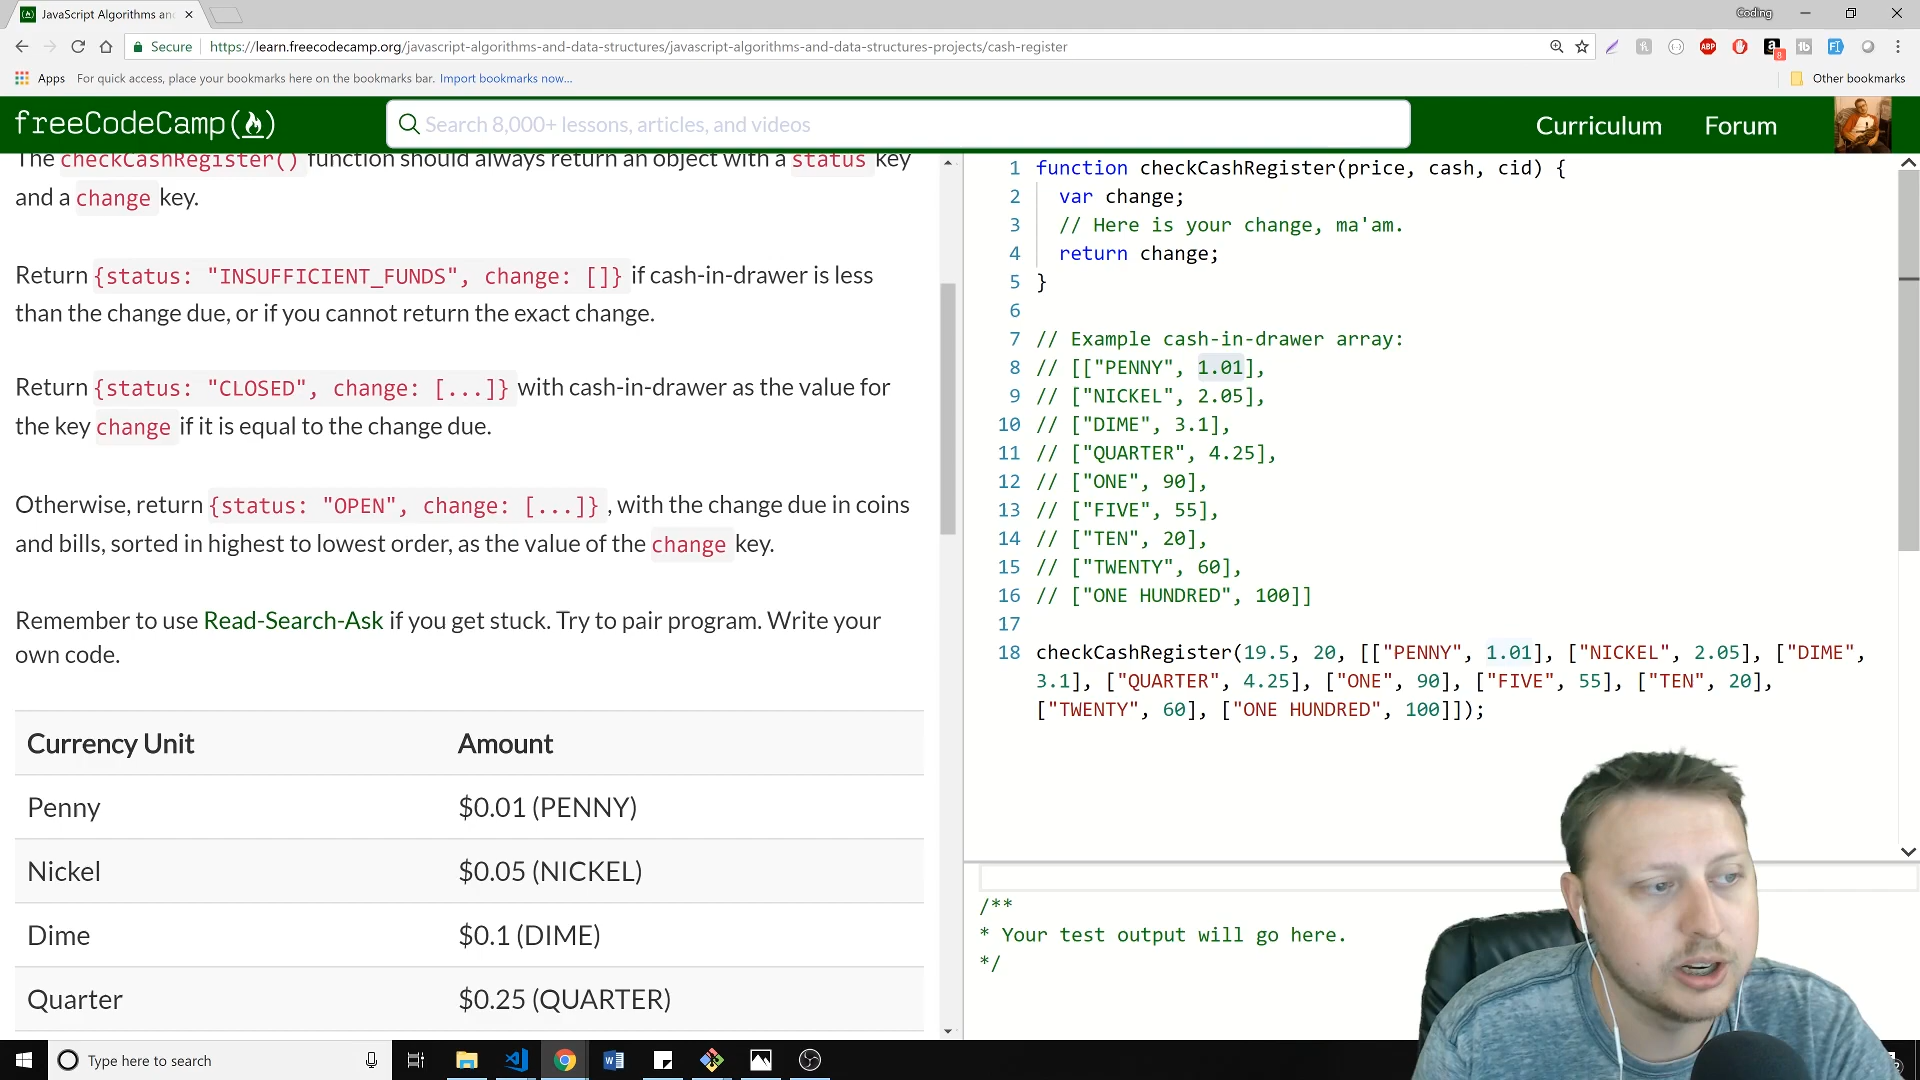 JavaScript Algorithms an
Coding
Secure
https://learn.freecodecamp.org/javascript-algorithms-and-data-structures/javascript-algorithms-and-data-structures-projects/cash-register
ABP
8
Apps
For quick access, place your bookmarks here on the bookmarks bar. Import bookmarks now...
Other bookmarks
freeCodeCamp
Search 8,000+ lessons, articles, and videos
Curriculum
Forum
The checkCashRegister() function should always return an object with a status key
and a change key.
Return {status: "INSUFFICIENT_FUNDS", change: []} if cash-in-drawer is less
than the change due, or if you cannot return the exact change.
Return {status: "CLOSED", change: [...]} with cash-in-drawer as the value for
the key change if it is equal to the change due.
Otherwise, return {status: "OPEN", change: [...]} , with the change due in coins
and bills, sorted in highest to lowest order, as the value of the change key.
Remember to use Read-Search-Ask if you get stuck. Try to pair program. Write your
own code.
Currency Unit Amount
Penny $0.01 (PENNY)
Nickel $0.05 (NICKEL)
Dime $0.1 (DIME)
Quarter $0.25 (QUARTER)
1 function checkCashRegister(price, cash, cid) {
2 var change;
3 // Here is your change, ma'am.
4 return change;
5 }
6
7 // Example cash-in-drawer array:
8 // [["PENNY", 1.01],
9 // ["NICKEL", 2.05],
10 // ["DIME", 3.1],
11 // ["QUARTER", 4.25],
12 // ["ONE", 90],
13 // ["FIVE", 55],
14 // ["TEN", 20],
15 // ["TWENTY", 60],
16 // ["ONE HUNDRED", 100]]
17
18 checkCashRegister(19.5, 20, [["PENNY", 1.01], ["NICKEL", 2.05], ["DIME",
3.1], ["QUARTER", 4.25], ["ONE", 90], ["FIVE", 55], ["TEN", 20],
["TWENTY", 60], ["ONE HUNDRED", 100]]);
/**
* Your test output will go here.
*/
Type here to search